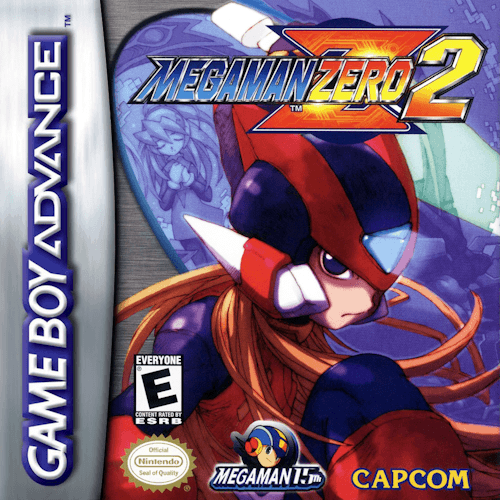 GAME BOY ADVANCE™
MEGAMAN ZERO 2
TM
EVERYONE
E
®
CONTENT RATED BY
ESRB
Official
Nintendo
Seal of Quality
®
MEGAMAN 15th
CAPCOM